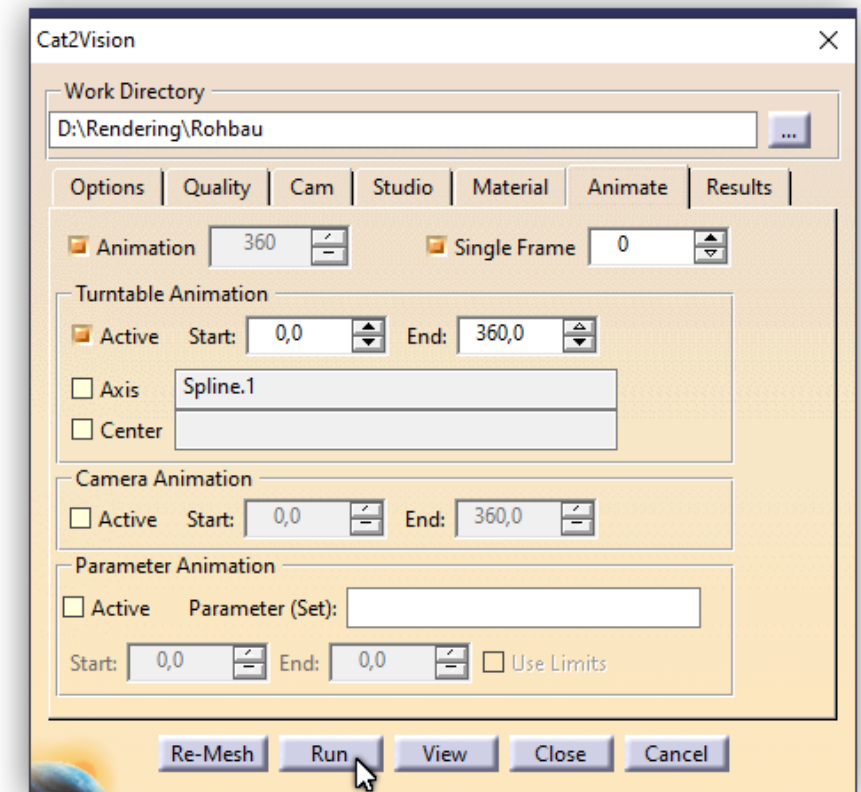 Cat2Vision
Work Directory
D:\Rendering\Rohbau
...
Options Quality Cam Studio Material Animate Results
Animation 360 Single Frame 0
Turntable Animation
Active Start: 0,0 End: 360,0
Axis Spline.1
Center
Camera Animation
Active Start: 0,0 End: 360,0
Parameter Animation
Active Parameter (Set):
Start: 0,0 End: 0,0 Use Limits
Re-Mesh Run View Close Cancel